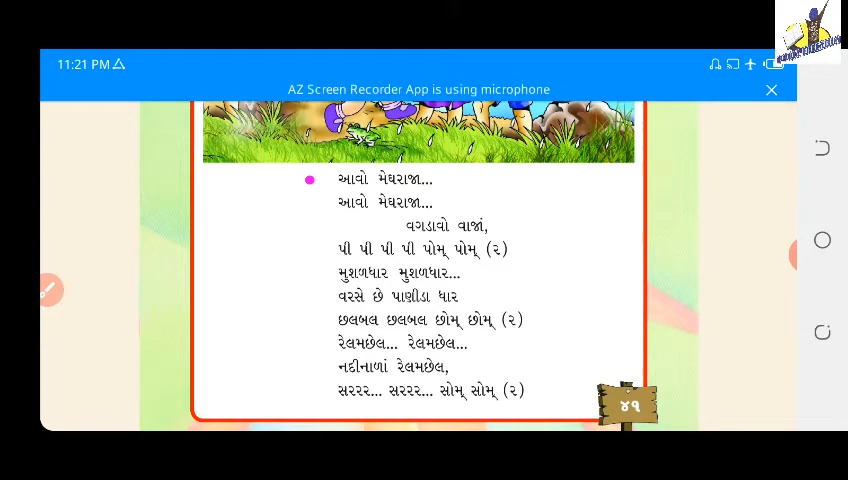 11:21 PM
AZ Screen Recorder App is using microphone
આવો મેઘરાજા...
આવો મેઘરાજા...
વગડાવો વાજાં,
પી પી પી પી પોમ્ પોમ્ (૨)
મુશળધાર મુશળધાર...
વરસે છે પાણીડા ધાર
છલબલ છલબલ છોમ્ છોમ્ (૨)
રેલમછેલ... રેલમછેલ...
નદીનાળાં રેલમછેલ,
સરરર... સરરર... સોમ્ સોમ્ (૨)
૪૧